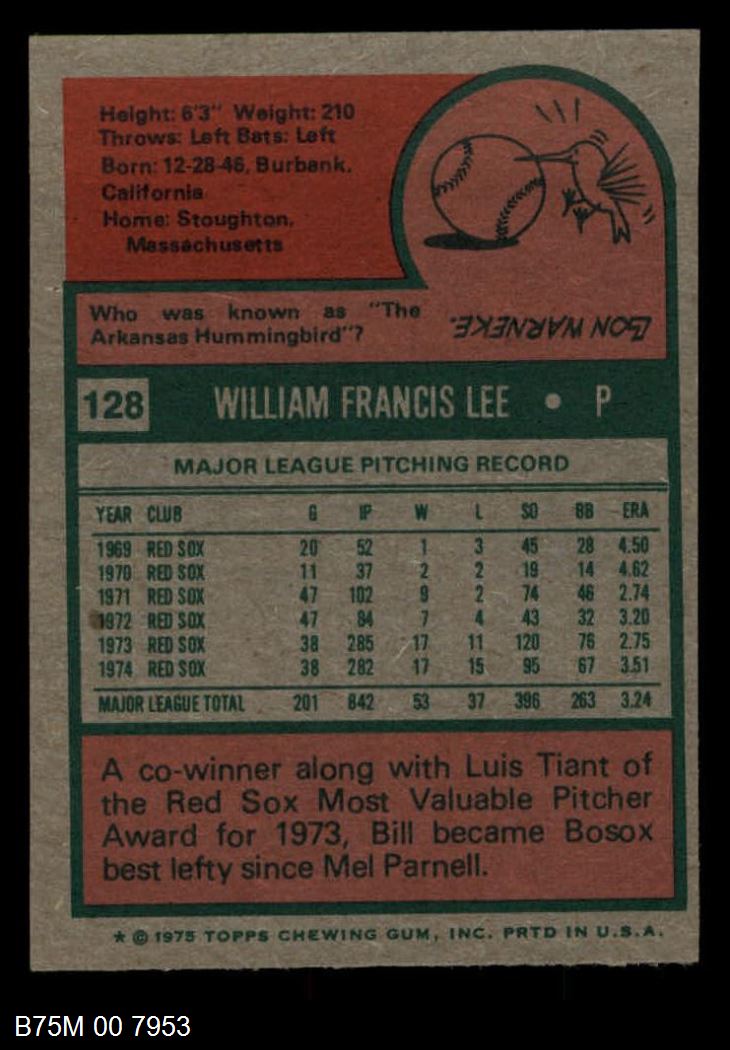 Height: 6'3" Weight: 210
Throws: Left Bats: Left
Born: 12-28-46, Burbank,
California
Home: Stoughton,
Massachusetts
Who was known as "The
Arkansas Hummingbird"?
LON WARNEKE.
128 WILLIAM FRANCIS LEE • P
MAJOR LEAGUE PITCHING RECORD
YEAR CLUB G IP W L SO BB ERA
1969 RED SOX 20 52 1 3 45 28 4.50
1970 RED SOX 11 37 2 2 19 14 4.62
1971 RED SOX 47 102 9 2 74 46 2.74
1972 RED SOX 47 84 7 4 43 32 3.20
1973 RED SOX 38 285 17 11 120 76 2.75
1974 RED SOX 38 282 17 15 95 67 3.51
MAJOR LEAGUE TOTAL 201 842 53 37 396 263 3.24
A co-winner along with Luis Tiant of
the Red Sox Most Valuable Pitcher
Award for 1973, Bill became Bosox
best lefty since Mel Parnell.
* © 1975 TOPPS CHEWING GUM, INC. PRTD IN U.S.A.
B75M 00 7953